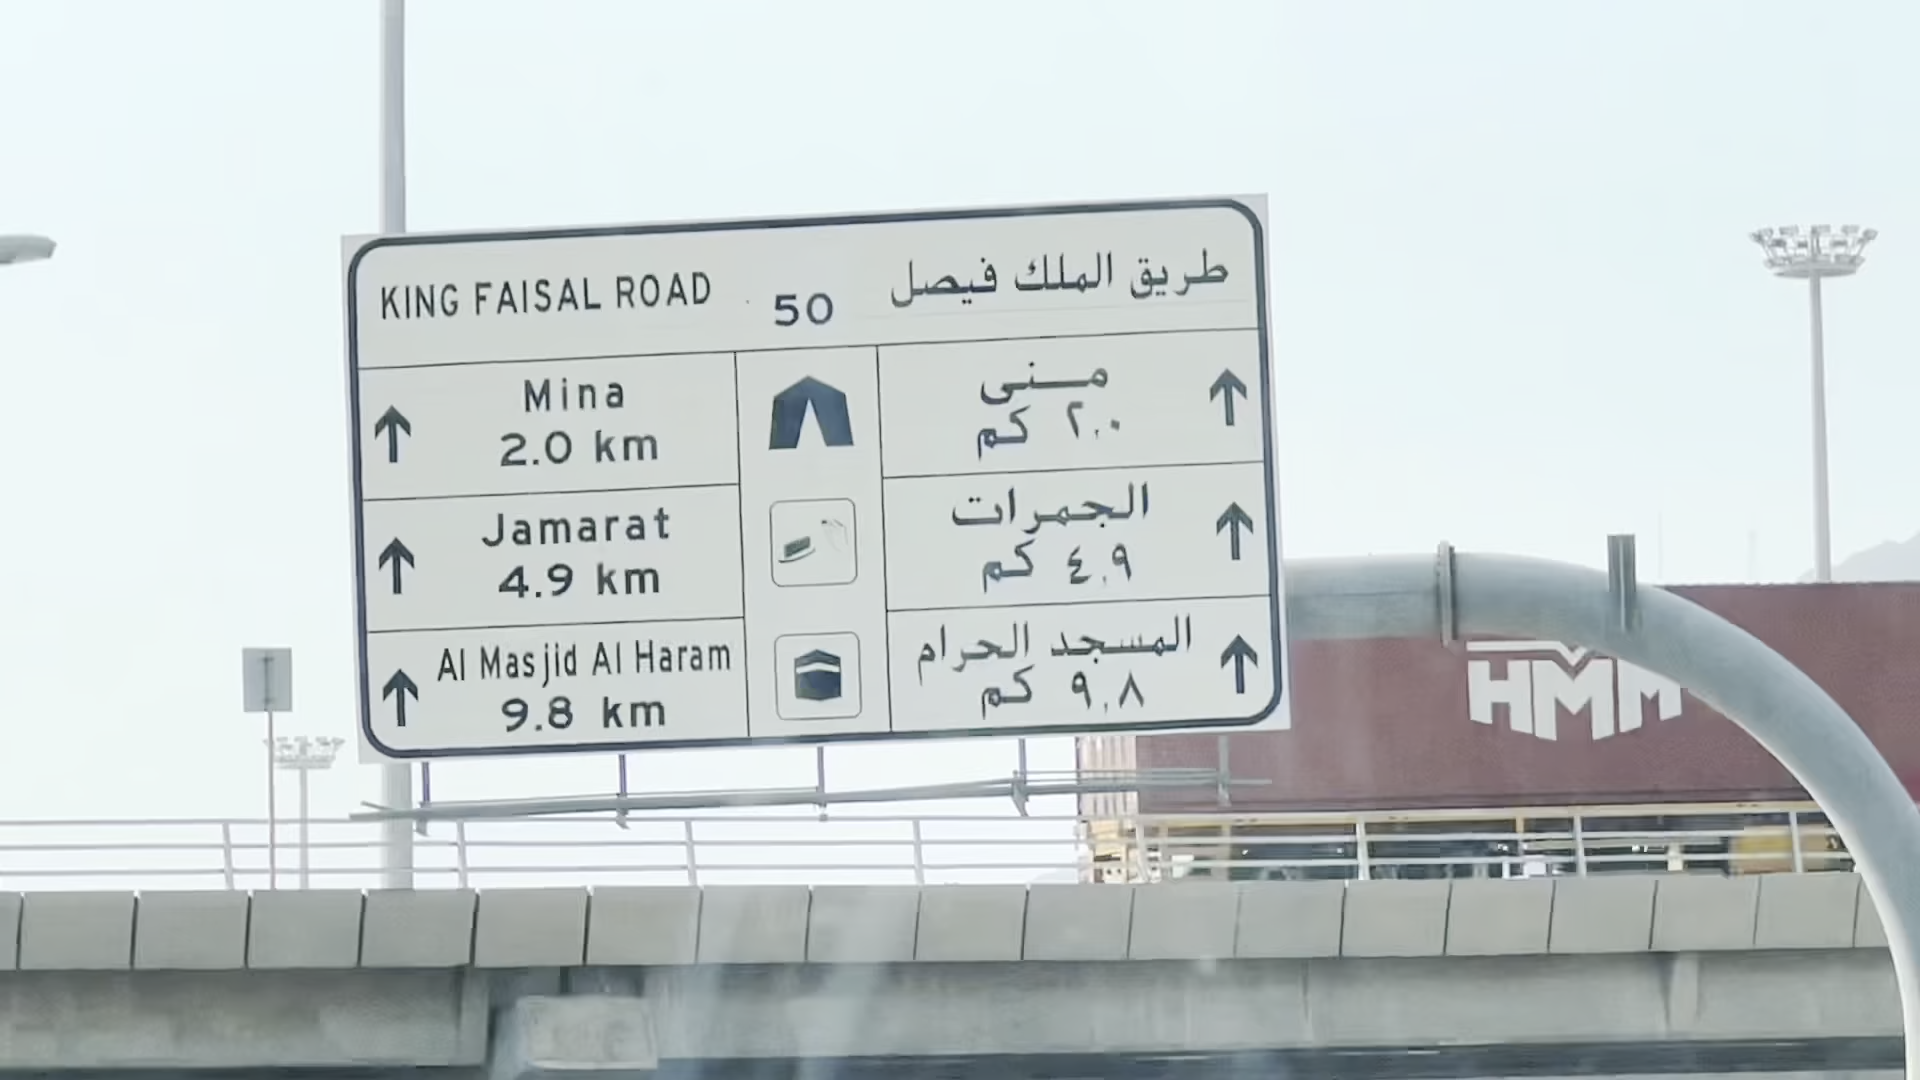 KING FAISAL ROAD 50 طريق الملك فيصل
Mina
2.0 km
منى
٢.٠ كم
Jamarat
4.9 km
الجمرات
٤.٩ كم
Al Masjid Al Haram
9.8 km
المسجد الحرام
٩.٨ كم
HMM